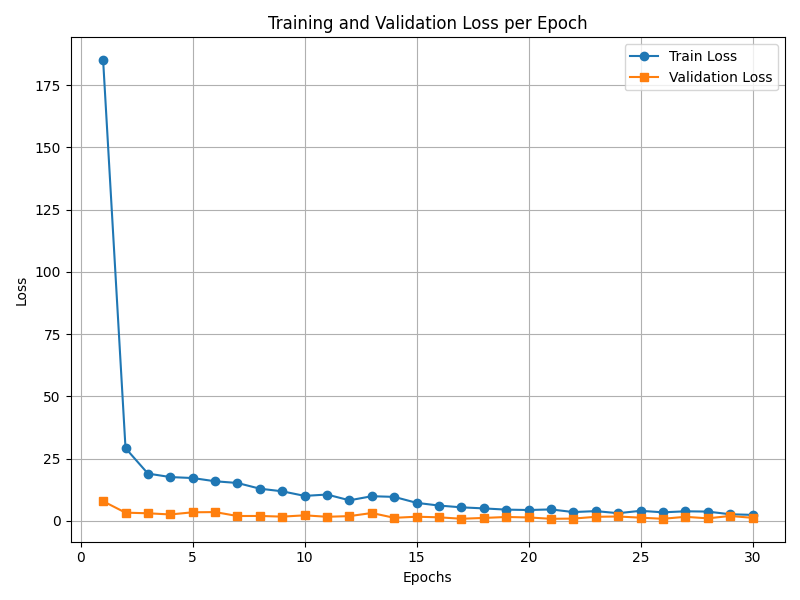 Training and Validation Loss per Epoch
Train Loss
Validation Loss
175
150
125
100
75
50
25
0
Loss
0 5 10 15 20 25 30
Epochs